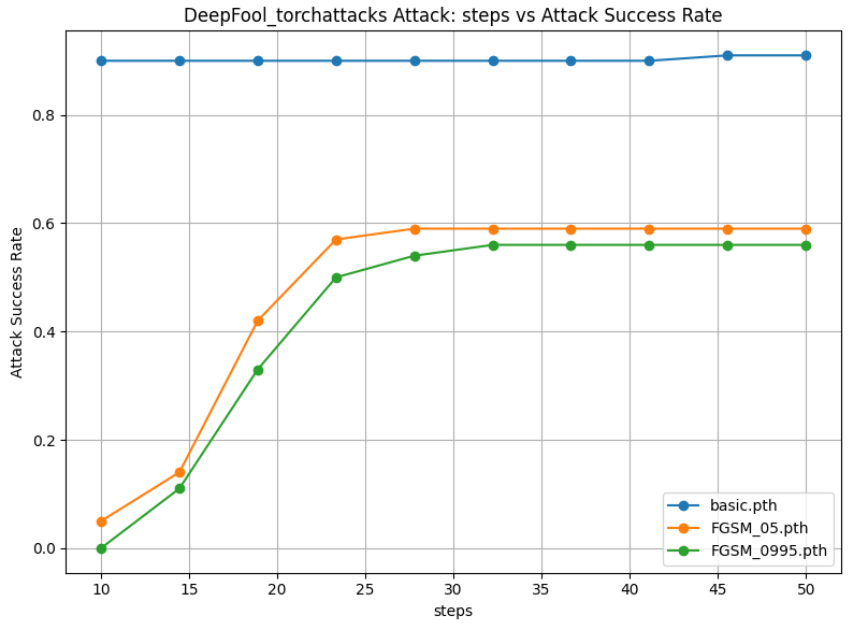 DeepFool_torchattacks Attack: steps vs Attack Success Rate
Attack Success Rate
0.8
0.6
0.4
0.2
0.0
10 15 20 25 30 35 40 45 50
steps
basic.pth
FGSM_05.pth
FGSM_0995.pth